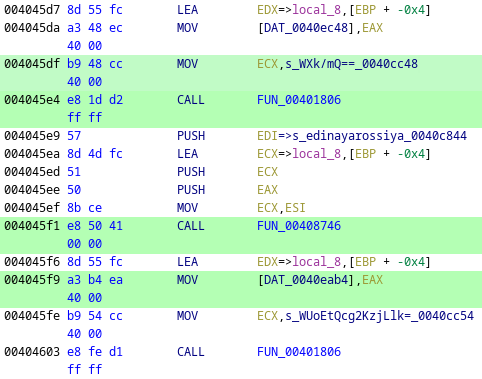 004045d7 8d 55 fc LEA EDX=>local_8,[EBP + -0x4]
004045da a3 48 ec MOV [DAT_0040ec48],EAX
40 00
004045df b9 48 cc MOV ECX,s_WXk/mQ==_0040cc48
40 00
004045e4 e8 1d d2 CALL FUN_00401806
ff ff
004045e9 57 PUSH EDI=>s_edinayarossiya_0040c844
004045ea 8d 4d fc LEA ECX=>local_8,[EBP + -0x4]
004045ed 51 PUSH ECX
004045ee 50 PUSH EAX
004045ef 8b ce MOV ECX,ESI
004045f1 e8 50 41 CALL FUN_00408746
00 00
004045f6 8d 55 fc LEA EDX=>local_8,[EBP + -0x4]
004045f9 a3 b4 ea MOV [DAT_0040eab4],EAX
40 00
004045fe b9 54 cc MOV ECX,s_WUoEtQcg2KzjLlk=_0040cc54
40 00
00404603 e8 fe d1 CALL FUN_00401806
ff ff